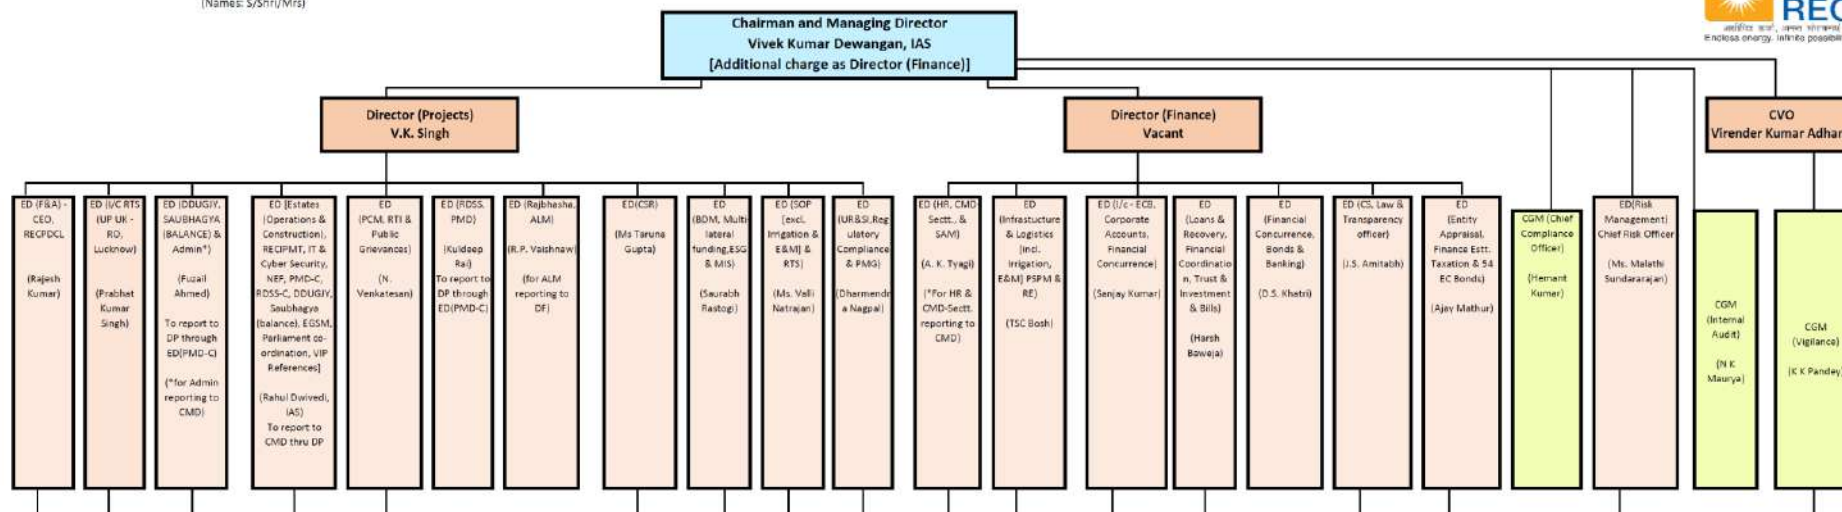 (Names: S/Shri/Mrs)
REC
Endless energy. Infinite possibili
Chairman and Managing Director
Vivek Kumar Dewangan, IAS
[Additional charge as Director (Finance)]
Director (Projects)
V.K. Singh
Director (Finance)
Vacant
CVO
Virender Kumar Adhar
ED (F&A) -
CEO,
RECPDCL
(Rajesh
Kumar)
ED (I/C RTS
(UP UK -
RO,
Lucknow)
(Prabhat
Kumar
Singh)
ED (DDUGJY,
SAUBHAGYA
(BALANCE) &
Admin*)
(Fuzail
Ahmed)
To report to
DP through
ED(PMD-C)
(*for Admin
reporting to
CMD)
ED [Estates
(Operations &
Construction),
RECIPMT, IT &
Cyber Security,
NEF, PMD-C,
RDSS-C, DDUGJY,
Saubhagya
(balance), EGSM,
Parliament co-
ordination, VIP
References]
(Rahul Dwivedi,
IAS)
To report to
CMD thru DP
ED
(PCM, RTI &
Public
Grievances)
(N.
Venkatesan)
ED (RDSS,
PMD)
(Kuldeep
Rai)
To report to
DP through
ED(PMD-C)
ED (Rajbhasha,
ALM)
(R.P. Vaishnaw)
(for ALM
reporting to
DF)
ED(CSR)
(Ms Taruna
Gupta)
ED
(BDM, Multi-
lateral
funding,ESG
& MIS)
(Saurabh
Rastogi)
ED (SOP
[excl.
Irrigation &
E&M] &
RTS)
(Ms. Valli
Natrajan)
ED
(UR&SI,Reg
ulatory
Compliance
& PMG)
(Dharmendr
a Nagpal)
ED (HR, CMD
Sectt., &
SAM)
(A. K. Tyagi)
(*For HR &
CMD-Sectt.
reporting to
CMD)
ED
(Infrastucture
& Logistics
[incl.
Irrigation,
E&M] PSPM &
RE)
(TSC Bosh)
ED (I/c - ECB,
Corporate
Accounts,
Financial
Concurrence)
(Sanjay Kumar)
ED
(Loans &
Recovery,
Financial
Coordinatio
n, Trust &
Investment
& Bills)
(Harsh
Baweja)
ED
(Financial
Concurrence,
Bonds &
Banking)
(D.S. Khatri)
ED (CS, Law &
Transparency
officer)
(J.S. Amitabh)
ED
(Entity
Appraisal,
Finance Estt.
Taxation & 54
EC Bonds)
(Ajay Mathur)
CGM (Chief
Compliance
Officer)
(Hemant
Kumar)
ED(Risk
Management)
Chief Risk Officer
(Ms. Malathi
Sundararajan)
CGM
(Internal
Audit)
(N K
Maurya)
CGM
(Vigilance)
(K K Pandey)